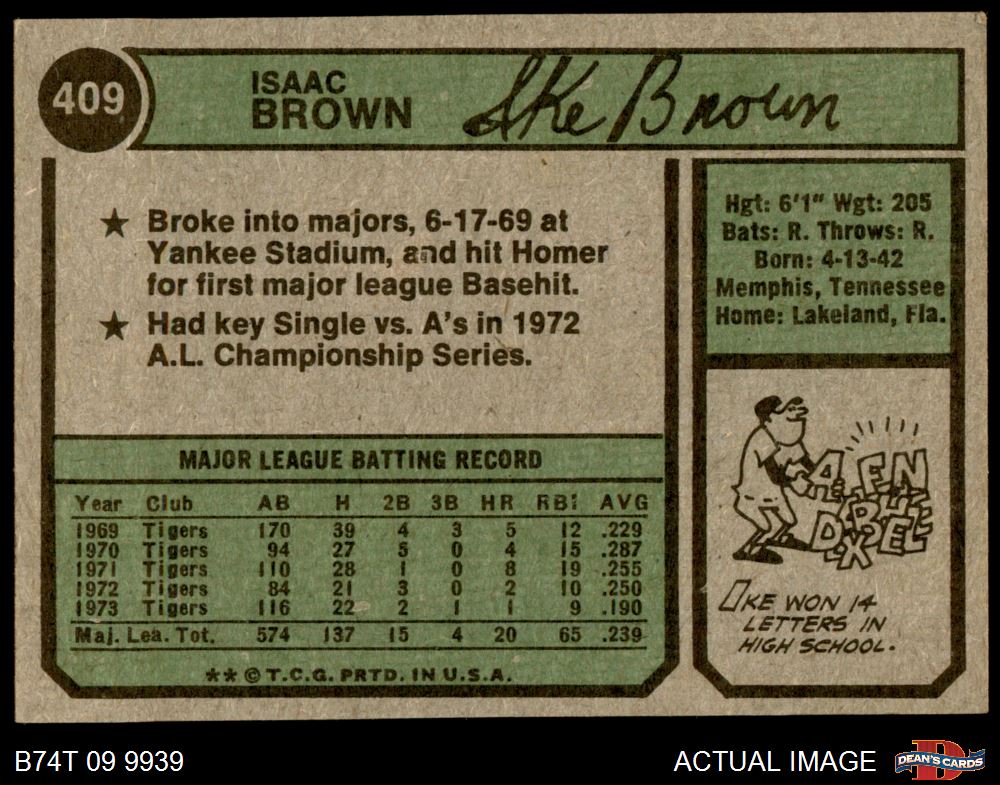 409
ISAAC
BROWN
Ike Brown
★ Broke into majors, 6-17-69 at
Yankee Stadium, and hit Homer
for first major league Basehit.
★ Had key Single vs. A's in 1972
A.L. Championship Series.
Hgt: 6'1" Wgt: 205
Bats: R. Throws: R.
Born: 4-13-42
Memphis, Tennessee
Home: Lakeland, Fla.
MAJOR LEAGUE BATTING RECORD
Year Club AB H 2B 3B HR RBI AVG
1969 Tigers 170 39 4 3 5 12 .229
1970 Tigers 94 27 5 0 4 15 .287
1971 Tigers 110 28 1 0 8 19 .255
1972 Tigers 84 21 3 0 2 10 .250
1973 Tigers 116 22 2 1 1 9 .190
Maj. Lea. Tot. 574 137 15 4 20 65 .239
** © T.C.G. PRTD. IN U.S.A.
IKE WON 14
LETTERS IN
HIGH SCHOOL.
B74T 09 9939
ACTUAL IMAGE
DEAN'S CARDS